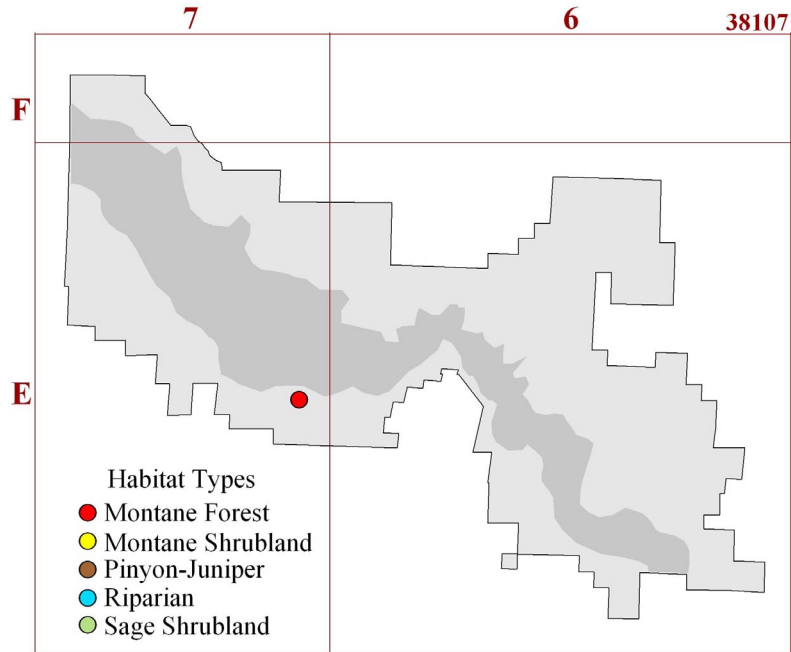 7 6 38107
F
E
Habitat Types
Montane Forest
Montane Shrubland
Pinyon-Juniper
Riparian
Sage Shrubland